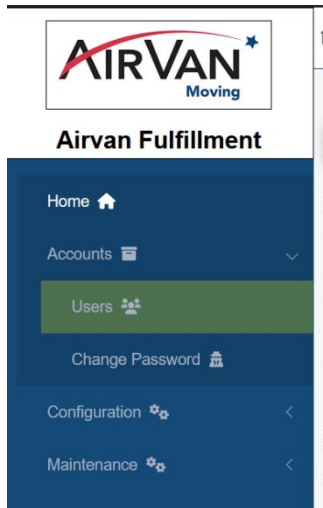 AIRVAN
Moving
Airvan Fulfillment
Home
Accounts
Users
Change Password
Configuration
Maintenance